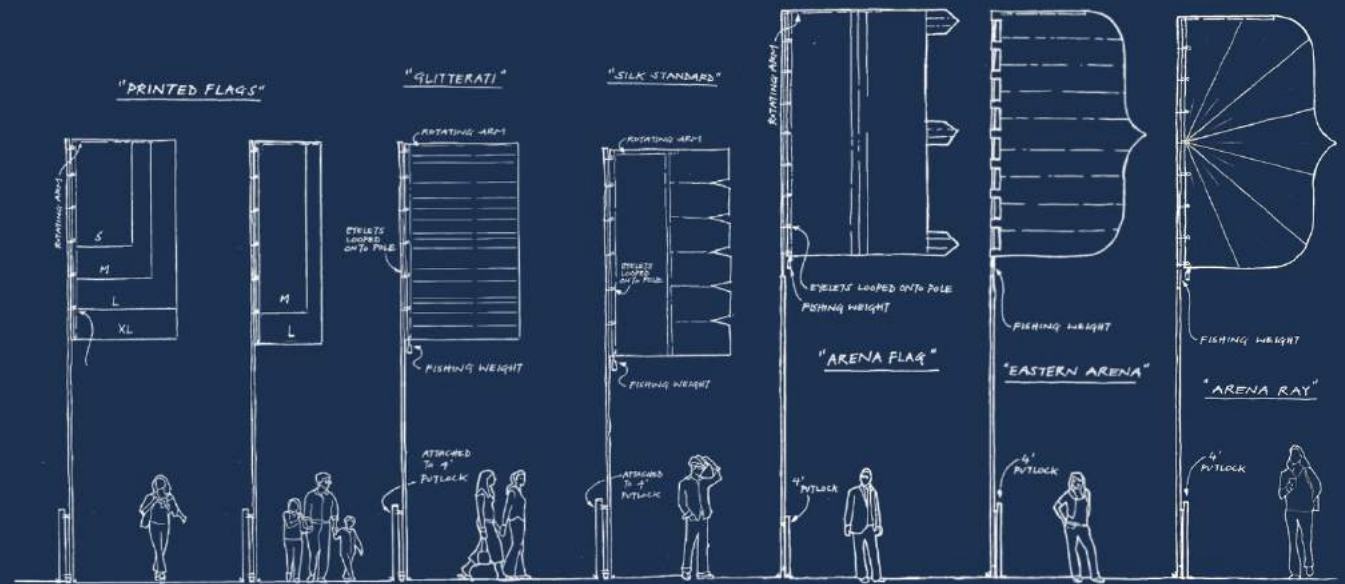 "PRINTED FLAGS"
ROTATING ARM
S
M
L
XL
M
L
"GLITTERATI"
ROTATING ARM
EYELETS
LOOPED
ONTO POLE
FISHING WEIGHT
ATTACHED
TO 4'
PUTLOCK
"SILK STANDARD"
ROTATING ARM
EYELETS
LOOPED
ONTO POLE
FISHING WEIGHT
ATTACHED
TO 4'
PUTLOCK
ROTATING ARM
EYELETS LOOPED ONTO POLE
FISHING WEIGHT
"ARENA FLAG"
4'
PUTLOCK
FISHING WEIGHT
"EASTERN ARENA"
4'
PUTLOCK
ROTATING ARM
FISHING WEIGHT
"ARENA RAY"
4'
PUTLOCK